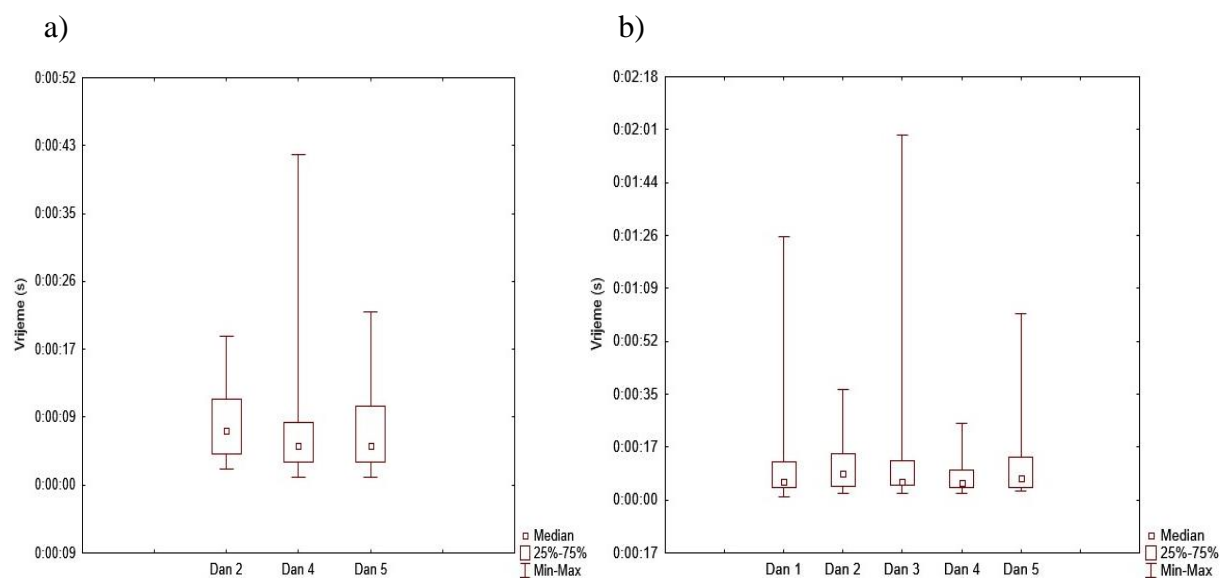 a)
b)
0:00:52
0:00:43
0:00:35
0:00:26
0:00:17
0:00:09
0:00:00
0:00:09
Vrijeme (s)
Dan 2 Dan 4 Dan 5
Median
25%-75%
Min-Max
0:02:18
0:02:01
0:01:44
0:01:26
0:01:09
0:00:52
0:00:35
0:00:17
0:00:00
0:00:17
Vrijeme (s)
Dan 1 Dan 2 Dan 3 Dan 4 Dan 5
Median
25%-75%
Min-Max